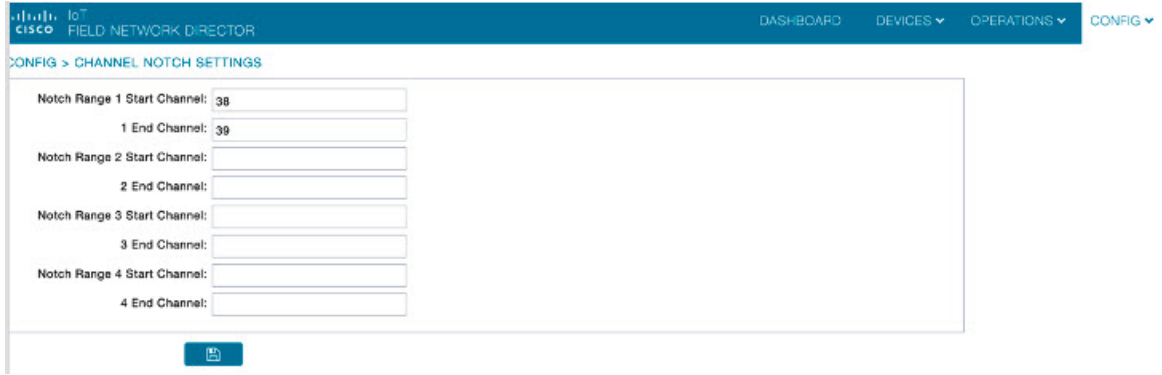 IoT
CISCO FIELD NETWORK DIRECTOR
DASHBOARD DEVICES OPERATIONS CONFIG
CONFIG > CHANNEL NOTCH SETTINGS
Notch Range 1 Start Channel: 38
1 End Channel: 39
Notch Range 2 Start Channel:
2 End Channel:
Notch Range 3 Start Channel:
3 End Channel:
Notch Range 4 Start Channel:
4 End Channel: